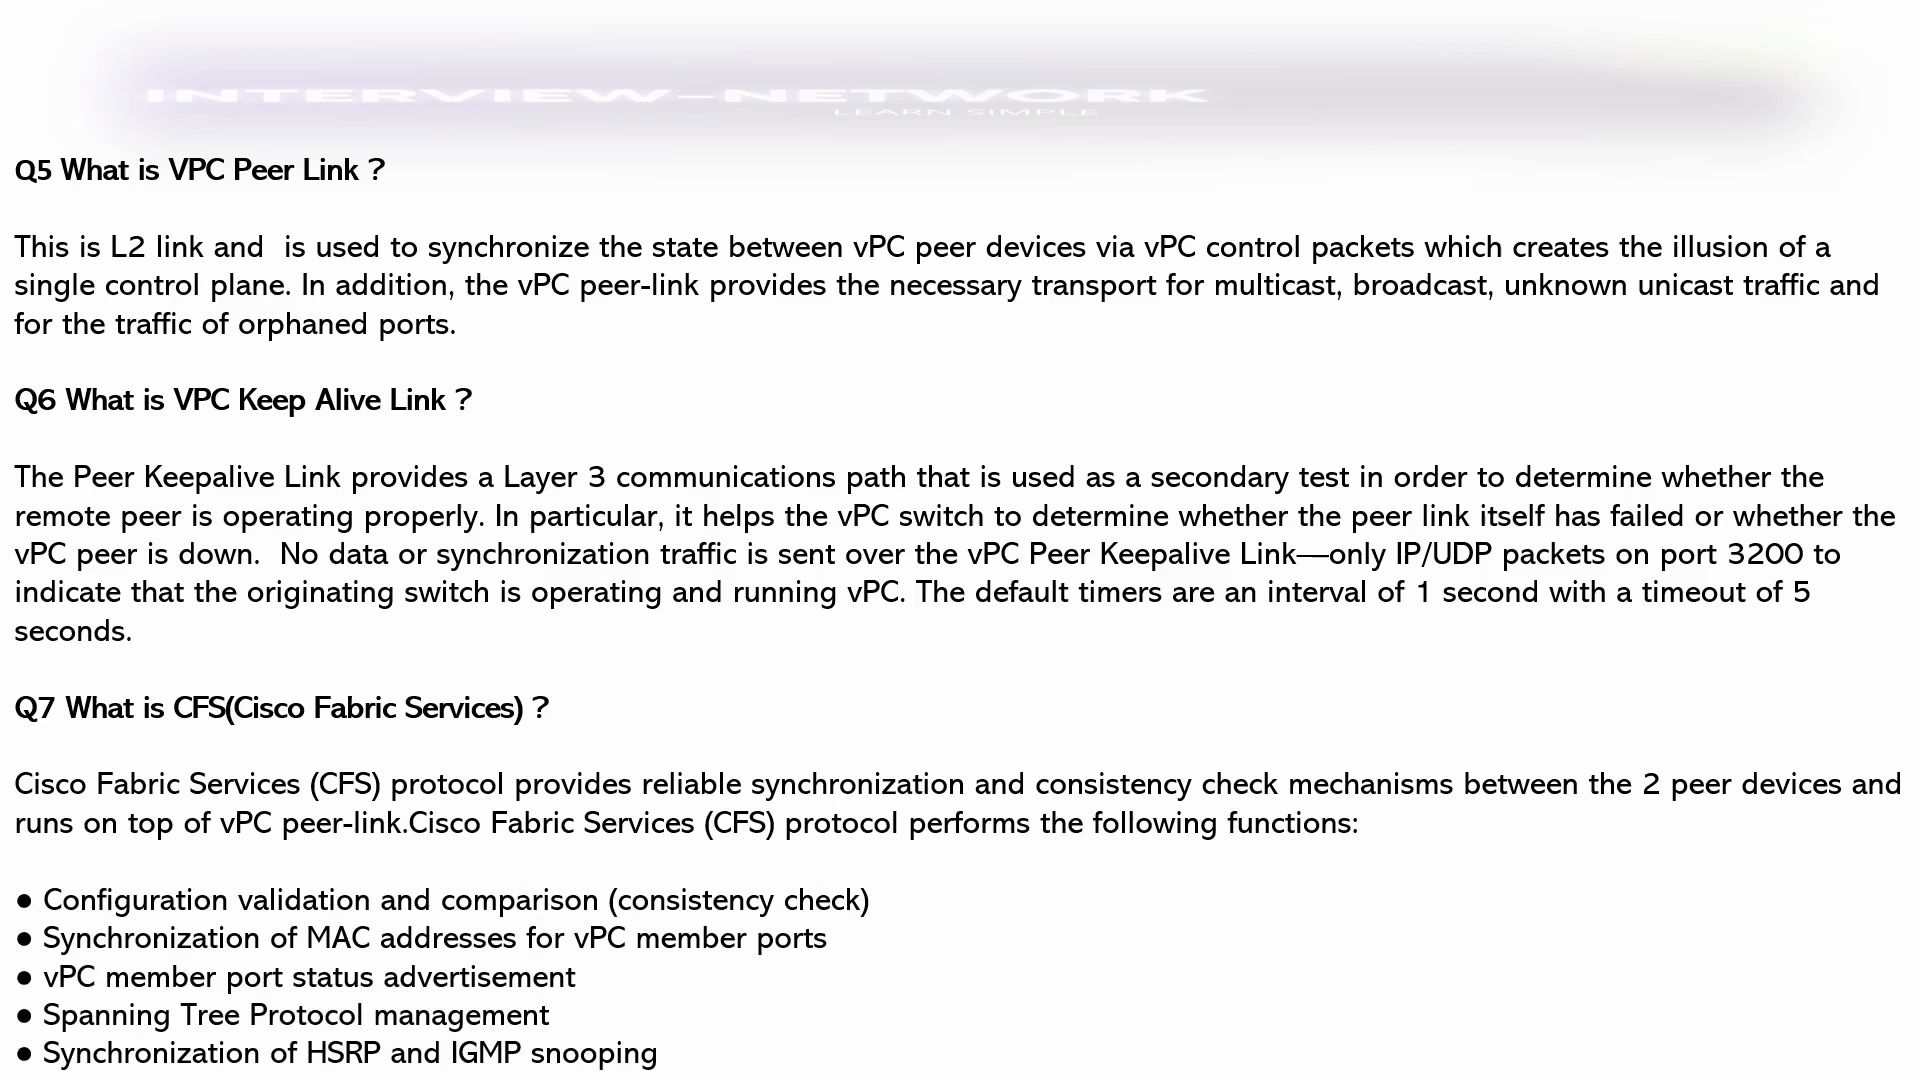 INTERVIEW-NETWORK
LEARN SIMPLE
Q5 What is VPC Peer Link ?
This is L2 link and  is used to synchronize the state between vPC peer devices via vPC control packets which creates the illusion of a
single control plane. In addition, the vPC peer-link provides the necessary transport for multicast, broadcast, unknown unicast traffic and
for the traffic of orphaned ports.
Q6 What is VPC Keep Alive Link ?
The Peer Keepalive Link provides a Layer 3 communications path that is used as a secondary test in order to determine whether the
remote peer is operating properly. In particular, it helps the vPC switch to determine whether the peer link itself has failed or whether the
vPC peer is down.  No data or synchronization traffic is sent over the vPC Peer Keepalive Link—only IP/UDP packets on port 3200 to
indicate that the originating switch is operating and running vPC. The default timers are an interval of 1 second with a timeout of 5
seconds.
Q7 What is CFS(Cisco Fabric Services) ?
Cisco Fabric Services (CFS) protocol provides reliable synchronization and consistency check mechanisms between the 2 peer devices and
runs on top of vPC peer-link.Cisco Fabric Services (CFS) protocol performs the following functions:
● Configuration validation and comparison (consistency check)
● Synchronization of MAC addresses for vPC member ports
● vPC member port status advertisement
● Spanning Tree Protocol management
● Synchronization of HSRP and IGMP snooping